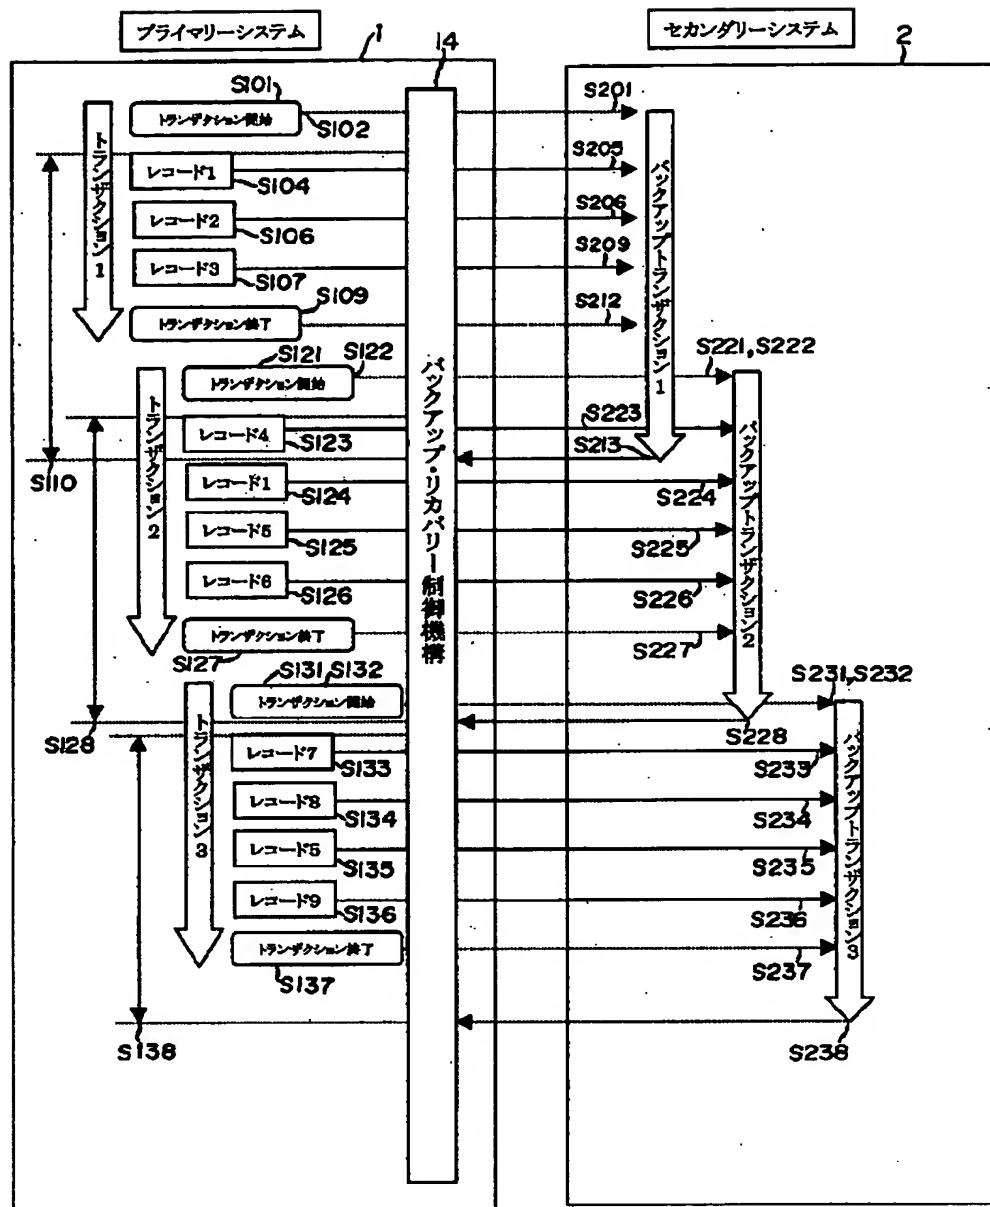 プライマリーシステム
1
14
セカンダリーシステム
2
S101
トランザクション開始
S102
S201
トランザクション1
レコード1
S104
S205
バックアップトランザクション1
レコード2
S106
S206
レコード3
S107
S209
S109
トランザクション終了
S212
S121
S122
トランザクション開始
S221,S222
トランザクション2
バックアップ・リカバリー制御機構
レコード4
S123
S223
S213
S110
バックアップトランザクション2
レコード1
S124
S224
レコード5
S125
S225
レコード6
S126
S226
トランザクション終了
S127
S227
S131
S132
トランザクション開始
S231,S232
S128
S228
トランザクション3
レコード7
S133
S233
バックアップトランザクション3
レコード8
S134
S234
レコード5
S135
S235
レコード9
S136
S236
トランザクション終了
S137
S237
S138
S238